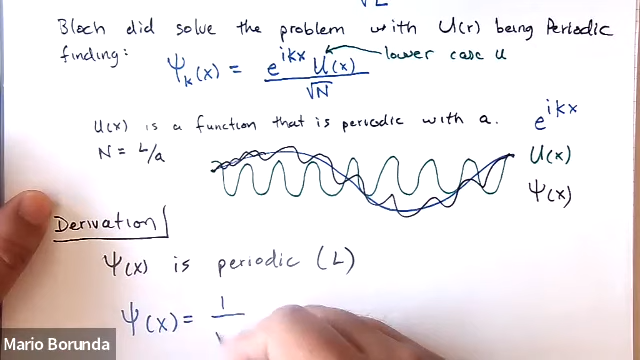 Bloch did solve the problem with U(r) being Periodic
finding: Ψₖ(x) = e^{ikx} U(x) / √N ← lower case u
U(x) is a function that is periodic with a.
N = L/a
e^{ikx}
U(x)
Ψ(x)
Derivation
Ψ(x) is periodic (L)
Ψ(x) = 1
Mario Borunda